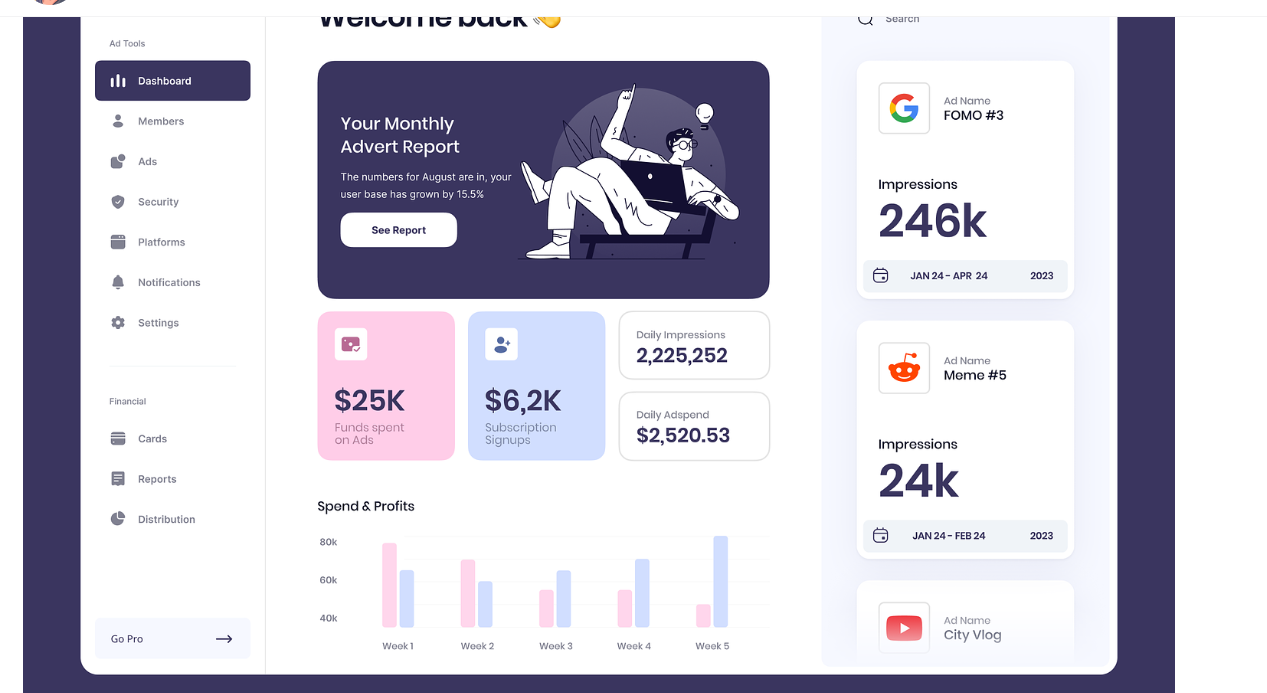 Welcome back
Search
Ad Tools
Dashboard
Members
Ads
Security
Platforms
Notifications
Settings
Financial
Cards
Reports
Distribution
Go Pro
Your Monthly
Advert Report
The numbers for August are in, your
user base has grown by 15.5%
See Report
$25K
Funds spent
on Ads
$6,2K
Subscription
Signups
Daily Impressions
2,225,252
Daily Adspend
$2,520.53
Spend & Profits
80k
60k
40k
Week 1
Week 2
Week 3
Week 4
Week 5
Ad Name
FOMO #3
Impressions
246k
JAN 24 - APR 24 2023
Ad Name
Meme #5
Impressions
24k
JAN 24 - FEB 24 2023
Ad Name
City Vlog